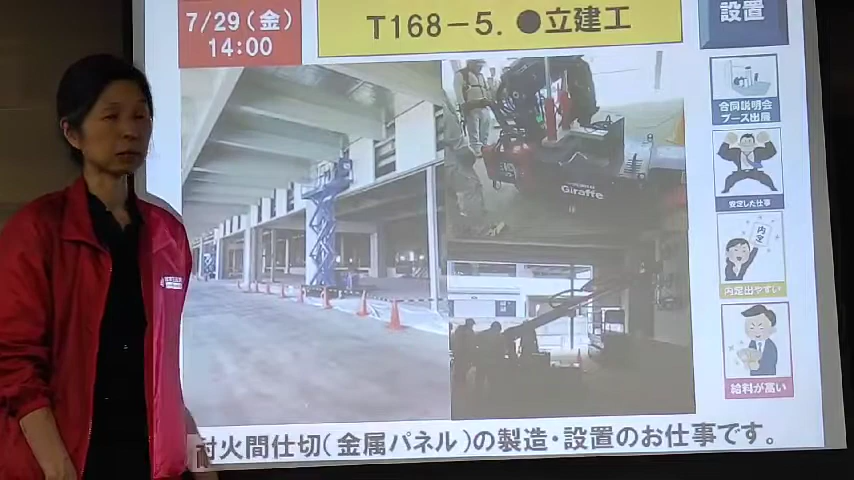 7/29(金)
14:00
T168-5. ●立建工
設置
合同説明会
ブース出展
安定した仕事
内定
内定出やすい
給料が高い
Giraffe
耐火間仕切(金属パネル)の製造・設置のお仕事です。